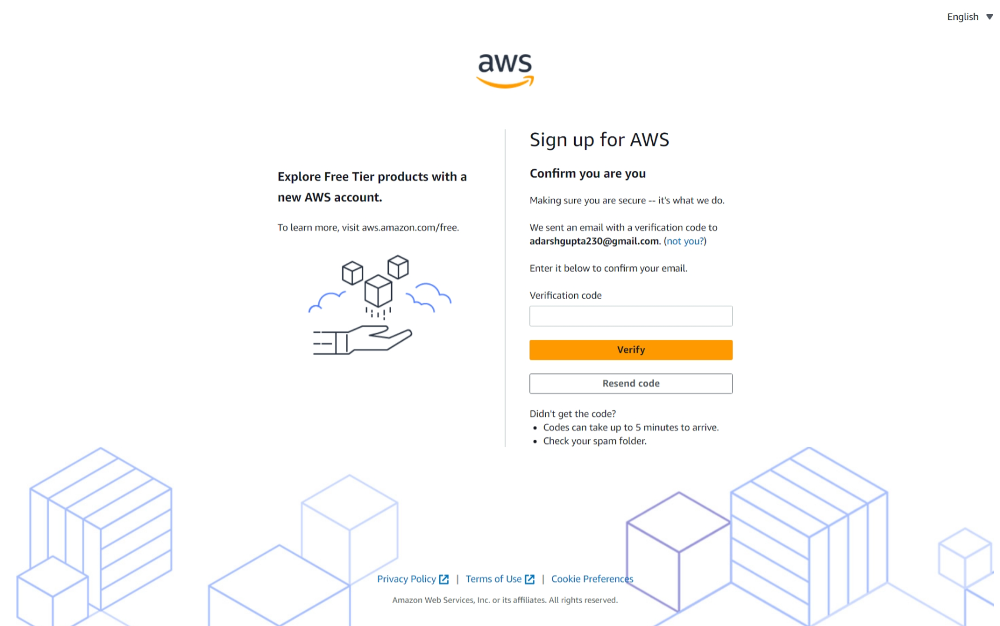 English
aws
Explore Free Tier products with a
new AWS account.
To learn more, visit aws.amazon.com/free.
Sign up for AWS
Confirm you are you
Making sure you are secure -- it's what we do.
We sent an email with a verification code to
adarshgupta230@gmail.com. (not you?)
Enter it below to confirm your email.
Verification code
Verify
Resend code
Didn't get the code?
• Codes can take up to 5 minutes to arrive.
• Check your spam folder.
Privacy Policy | Terms of Use | Cookie Preferences
Amazon Web Services, Inc. or its affiliates. All rights reserved.